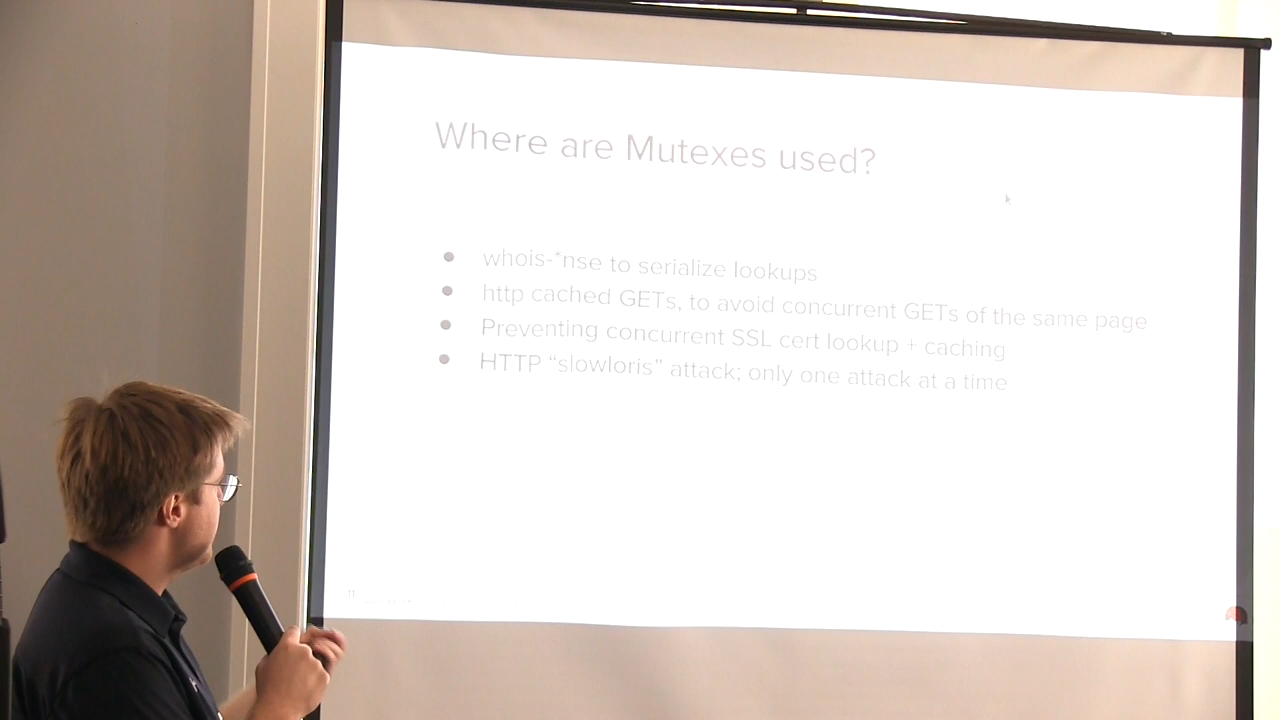 Where are Mutexes used?
whois-*nse to serialize lookups
http cached GETs, to avoid concurrent GETs of the same page
Preventing concurrent SSL cert lookup + caching
HTTP “slowloris” attack; only one attack at a time
11